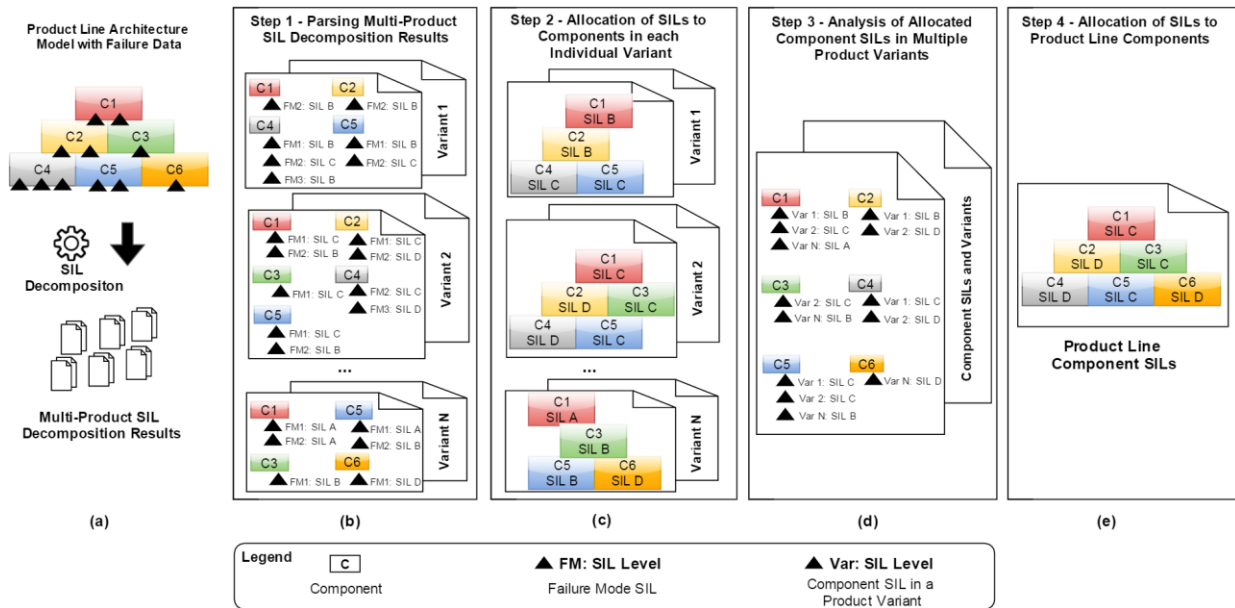 Product Line Architecture
Model with Failure Data
C1
C2
C3
C4
C5
C6
SIL
Decompositon
Multi-Product SIL
Decomposition Results
(a)
Step 1 - Parsing Multi-Product
SIL Decomposition Results
C1
FM2: SIL B
C2
FM2: SIL B
C4
FM1: SIL B
FM2: SIL C
FM3: SIL B
C5
FM1: SIL B
FM2: SIL C
Variant 1
C1
FM1: SIL C
FM2: SIL B
C2
FM1: SIL C
FM2: SIL D
C3
FM1: SIL C
C4
FM2: SIL C
FM3: SIL D
C5
FM1: SIL C
FM2: SIL B
Variant 2
...
C1
FM1: SIL A
FM2: SIL A
C5
FM1: SIL A
FM2: SIL B
C3
FM1: SIL B
C6
FM1: SIL D
Variant N
(b)
Step 2 - Allocation of SILs to
Components in each
Individual Variant
C1
SIL B
C2
SIL B
C4
SIL C
C5
SIL C
Variant 1
C1
SIL C
C2
SIL D
C3
SIL C
C4
SIL D
C5
SIL C
Variant 2
...
C1
SIL A
C3
SIL B
C5
SIL B
C6
SIL D
Variant N
(c)
Step 3 - Analysis of Allocated
Component SILs in Multiple
Product Variants
C1
Var 1: SIL B
Var 2: SIL C
Var N: SIL A
C2
Var 1: SIL B
Var 2: SIL D
C3
Var 2: SIL C
Var N: SIL B
C4
Var 1: SIL C
Var 2: SIL D
C5
Var 1: SIL C
Var 2: SIL C
Var N: SIL B
C6
Var N: SIL D
Component SILs and Variants
(d)
Step 4 - Allocation of SILs to
Product Line Components
C1
SIL C
C2
SIL D
C3
SIL C
C4
SIL D
C5
SIL C
C6
SIL D
Product Line
Component SILs
(e)
Legend
C
Component
FM: SIL Level
Failure Mode SIL
Var: SIL Level
Component SIL in a
Product Variant